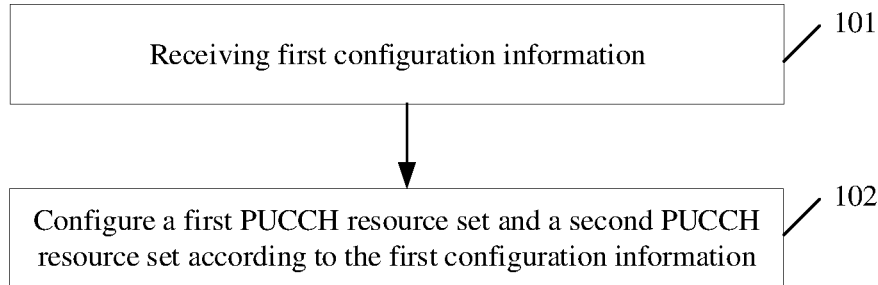 Receiving first configuration information
101
Configure a first PUCCH resource set and a second PUCCH
resource set according to the first configuration information
102